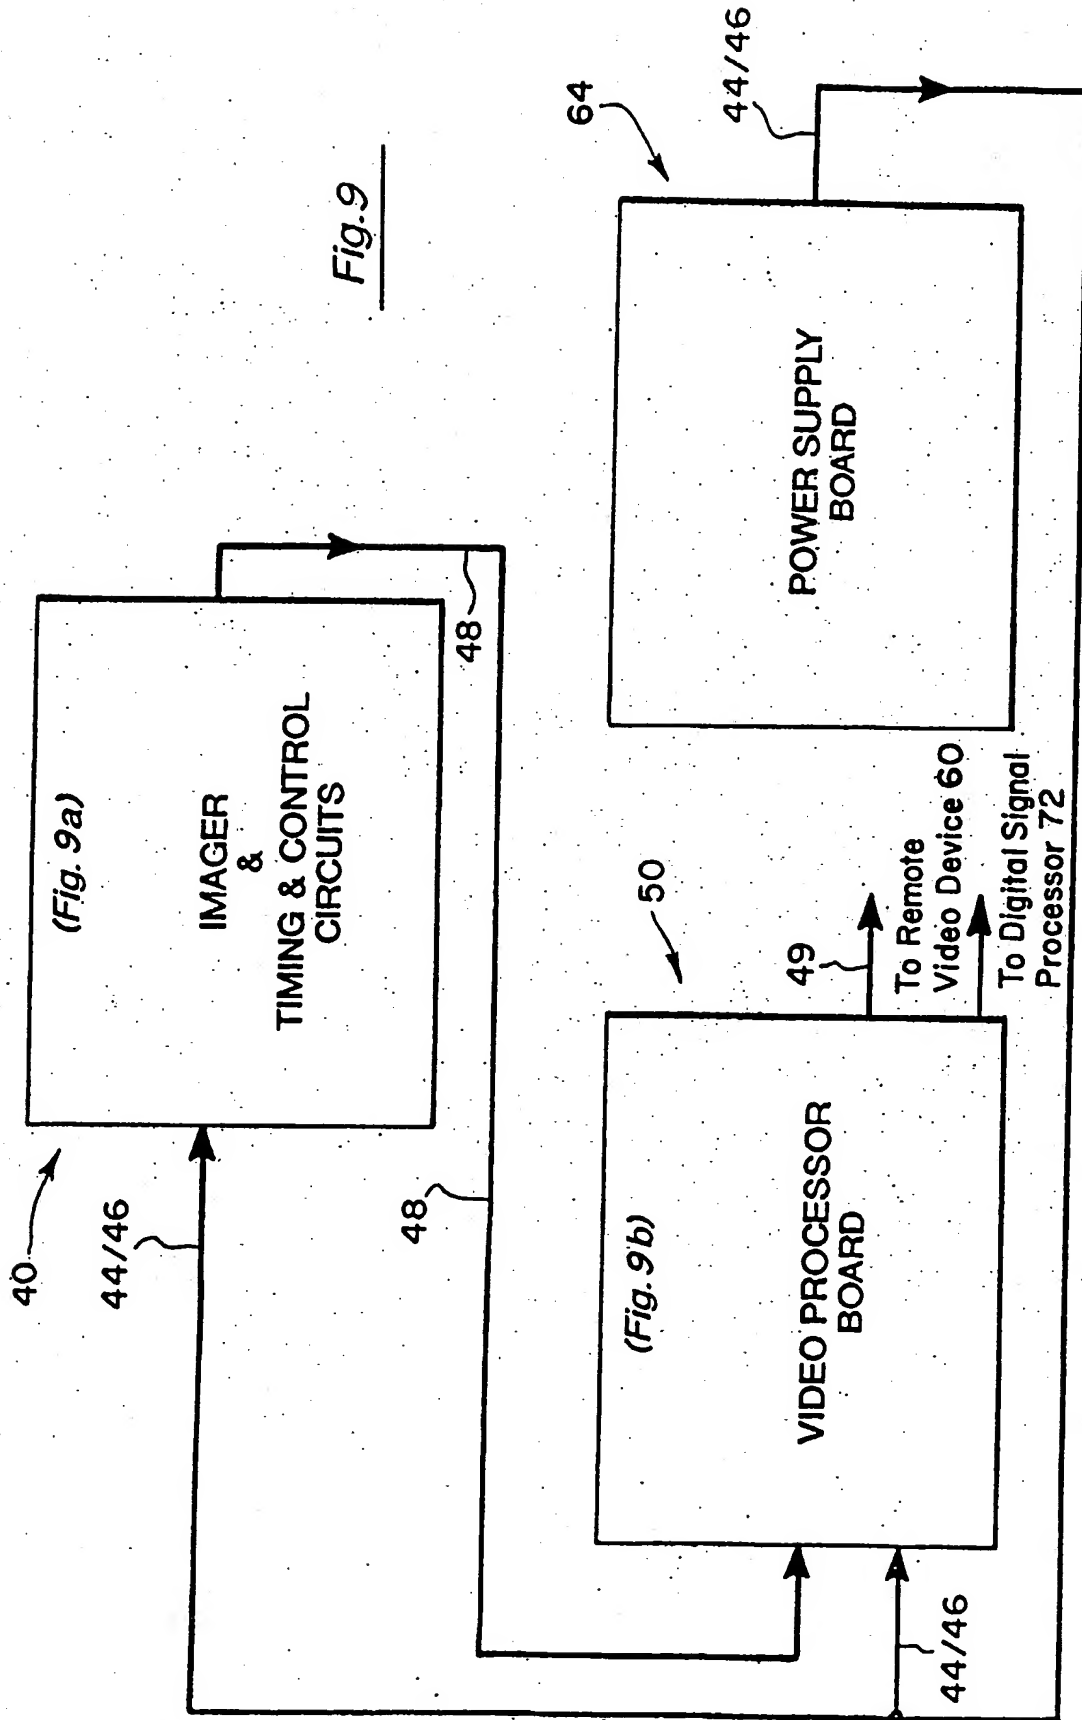 Fig. 9
40
(Fig. 9a)
IMAGER
&
TIMING & CONTROL
CIRCUITS
44/46
48
48
50
(Fig. 9b)
VIDEO PROCESSOR
BOARD
44/46
49
To Remote
Video Device 60
To Digital Signal
Processor 72
64
POWER SUPPLY
BOARD
44/46